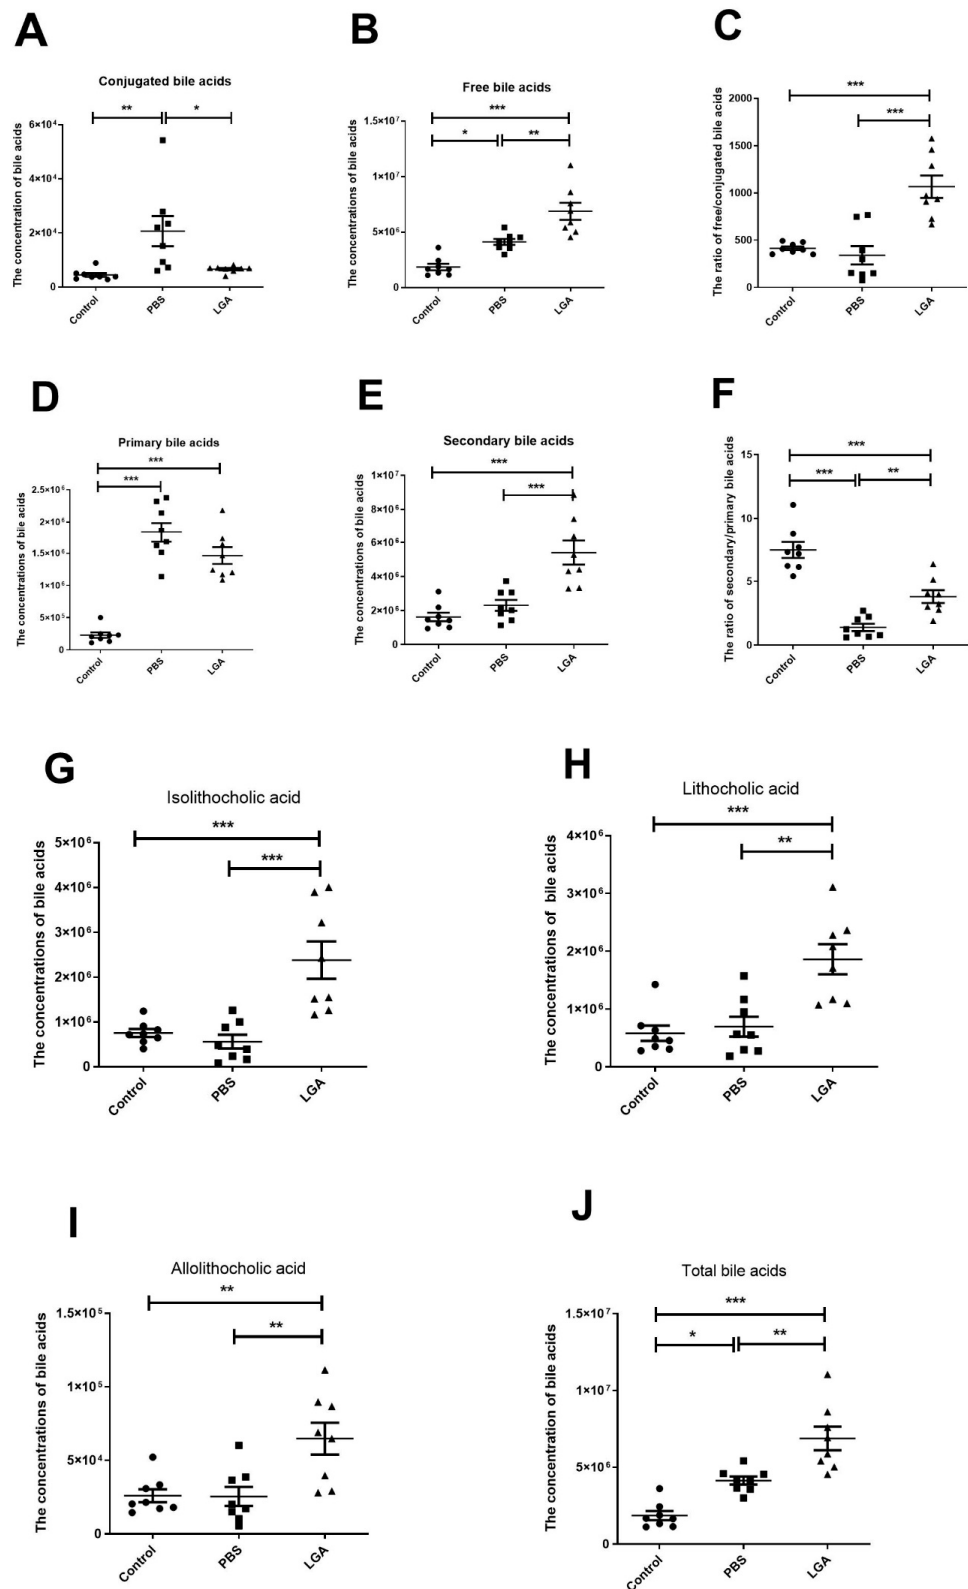 A
B
C
Conjugated bile acids
Free bile acids
The concentration of bile acids
6×10⁴
4×10⁴
2×10⁴
0
**
*
Control
PBS
LGA
The concentrations of bile acids
1.5×10⁷
1×10⁷
5×10⁶
0
***
*
**
Control
PBS
LGA
The ratio of free/conjugated bile acids
2000
1500
1000
500
0
***
***
Control
PBS
LGA
D
E
F
Primary bile acids
Secondary bile acids
The concentrations of bile acids
2.5×10⁶
2×10⁶
1.5×10⁶
1×10⁶
5×10⁵
0
***
***
Control
PBS
LGA
The concentrations of bile acids
1×10⁷
8×10⁶
6×10⁶
4×10⁶
2×10⁶
0
***
***
Control
PBS
LGA
The ratio of secondary/primary bile acids
15
10
5
0
***
***
**
Control
PBS
LGA
G
H
Isolithocholic acid
Lithocholic acid
The concentrations of bile acids
5×10⁶
4×10⁶
3×10⁶
2×10⁶
1×10⁶
0
***
***
Control
PBS
LGA
The concentrations of bile acids
4×10⁶
3×10⁶
2×10⁶
1×10⁶
0
***
**
Control
PBS
LGA
I
J
Allolithocholic acid
Total bile acids
The concentrations of bile acids
1.5×10⁵
1×10⁵
5×10⁴
0
**
**
Control
PBS
LGA
The concentration of bile acids
1.5×10⁷
1×10⁷
5×10⁶
0
***
*
**
Control
PBS
LGA